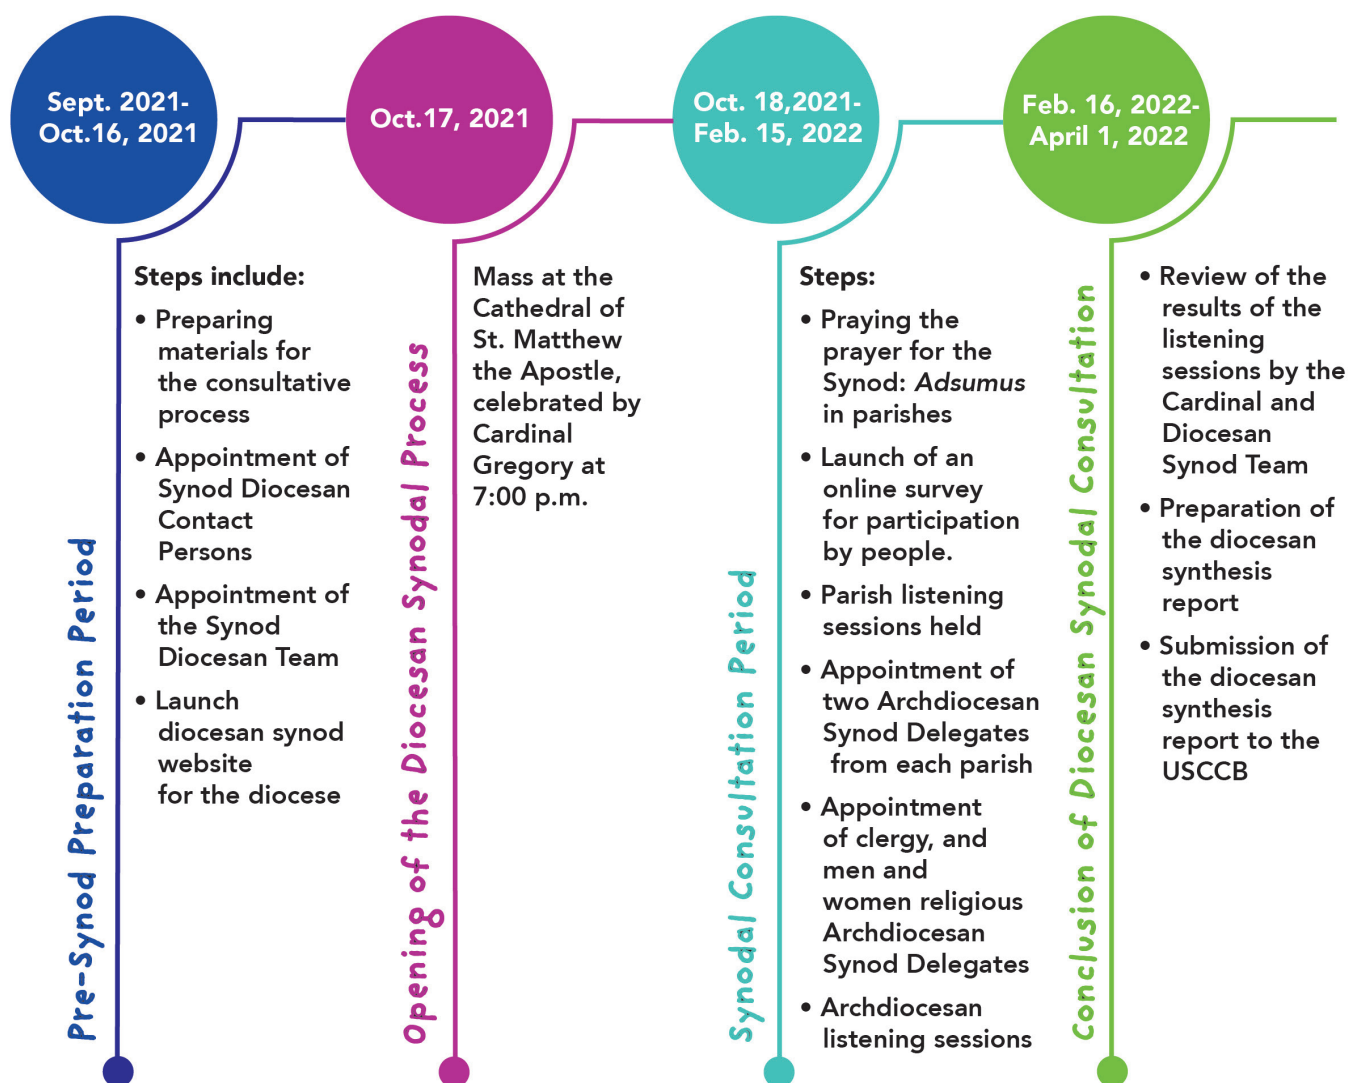 Sept. 2021-
Oct.16, 2021
Pre-Synod Preparation Period
Steps include:
• Preparing
materials for
the consultative
process
• Appointment of
Synod Diocesan
Contact
Persons
• Appointment of
the Synod
Diocesan Team
• Launch
diocesan synod
website
for the diocese
Oct.17, 2021
Opening of the Diocesan Synodal Process
Mass at the
Cathedral of
St. Matthew
the Apostle,
celebrated by
Cardinal
Gregory at
7:00 p.m.
Oct. 18,2021-
Feb. 15, 2022
Synodal Consultation Period
Steps:
• Praying the
prayer for the
Synod: Adsumus
in parishes
• Launch of an
online survey
for participation
by people.
• Parish listening
sessions held
• Appointment of
two Archdiocesan
Synod Delegates
from each parish
• Appointment
of clergy, and
men and
women religious
Archdiocesan
Synod Delegates
• Archdiocesan
listening sessions
Feb. 16, 2022-
April 1, 2022
Conclusion of Diocesan Synodal Consultation
• Review of the
results of the
listening
sessions by the
Cardinal and
Diocesan
Synod Team
• Preparation of
the diocesan
synthesis
report
• Submission of
the diocesan
synthesis
report to the
USCCB